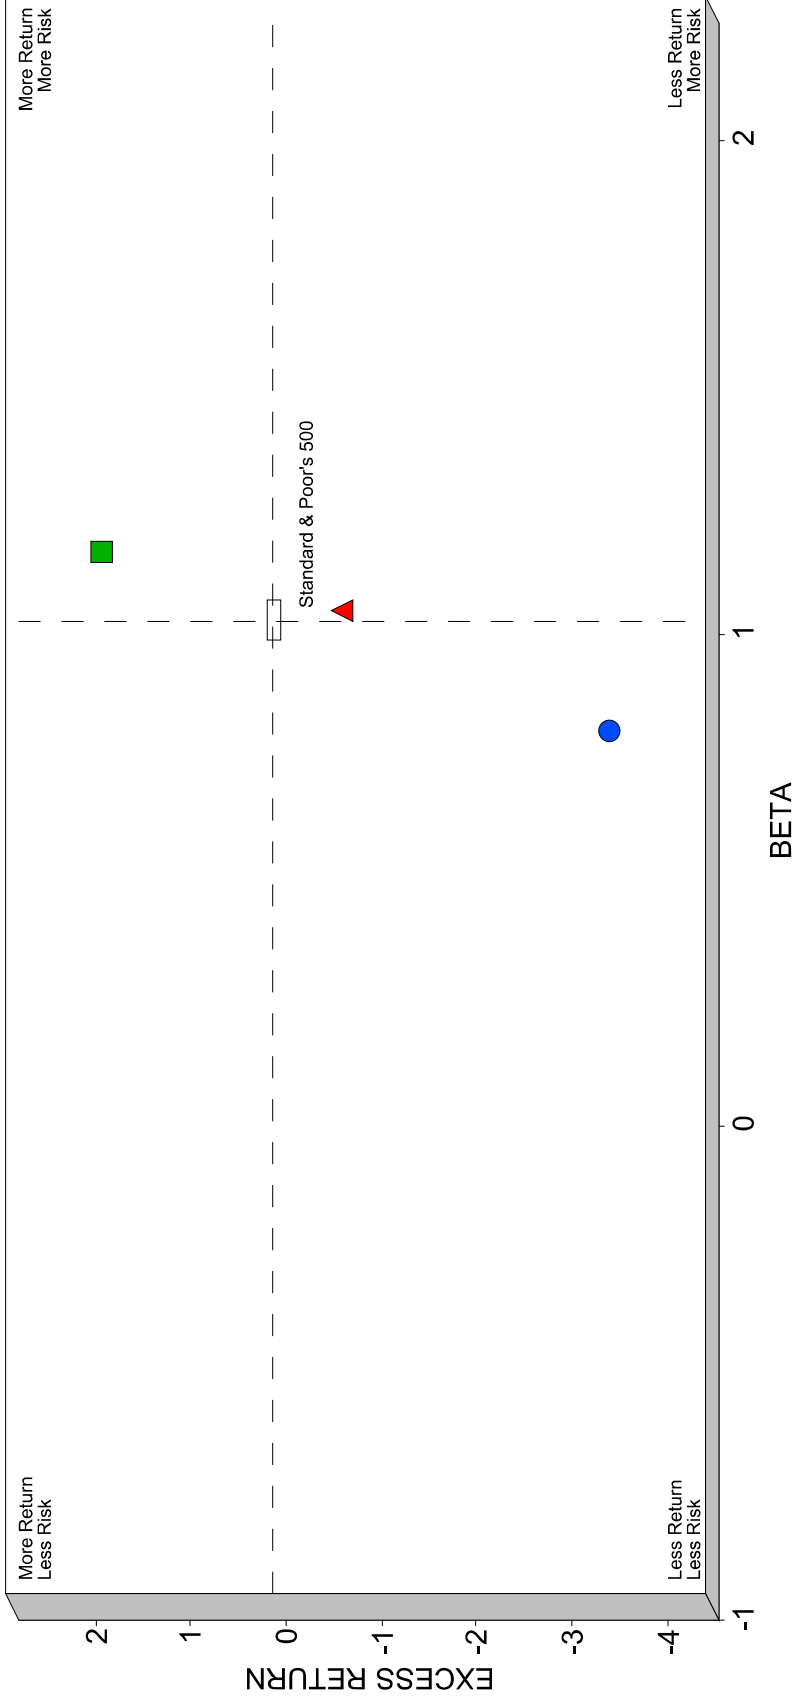 More Return
Less Risk
More Return
More Risk
Standard & Poor's 500
Less Return
Less Risk
Less Return
More Risk
EXCESS RETURN
2
1
0
-1
-2
-3
-4
-1
0
1
2
BETA